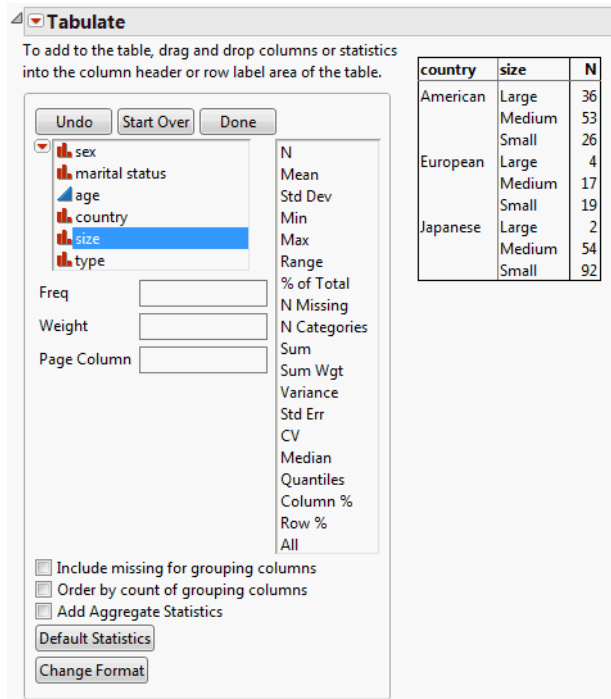 Tabulate
To add to the table, drag and drop columns or statistics
into the column header or row label area of the table.
Undo Start Over Done
sex
marital status
age
country
size
type
Freq
Weight
Page Column
N
Mean
Std Dev
Min
Max
Range
% of Total
N Missing
N Categories
Sum
Sum Wgt
Variance
Std Err
CV
Median
Quantiles
Column %
Row %
All
Include missing for grouping columns
Order by count of grouping columns
Add Aggregate Statistics
Default Statistics
Change Format
country size N
American Large 36
Medium 53
Small 26
European Large 4
Medium 17
Small 19
Japanese Large 2
Medium 54
Small 92